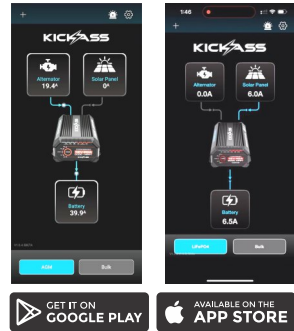 KICKASS
Alternator
19.4A
Solar Panel
0A
Battery
39.9A
AGM
Bulk
1:46
KICKASS
Alternator
0.0A
Solar Panel
6.0A
Battery
6.5A
LiFePO4
Bulk
GET IT ON
GOOGLE PLAY
AVAILABLE ON THE
APP STORE